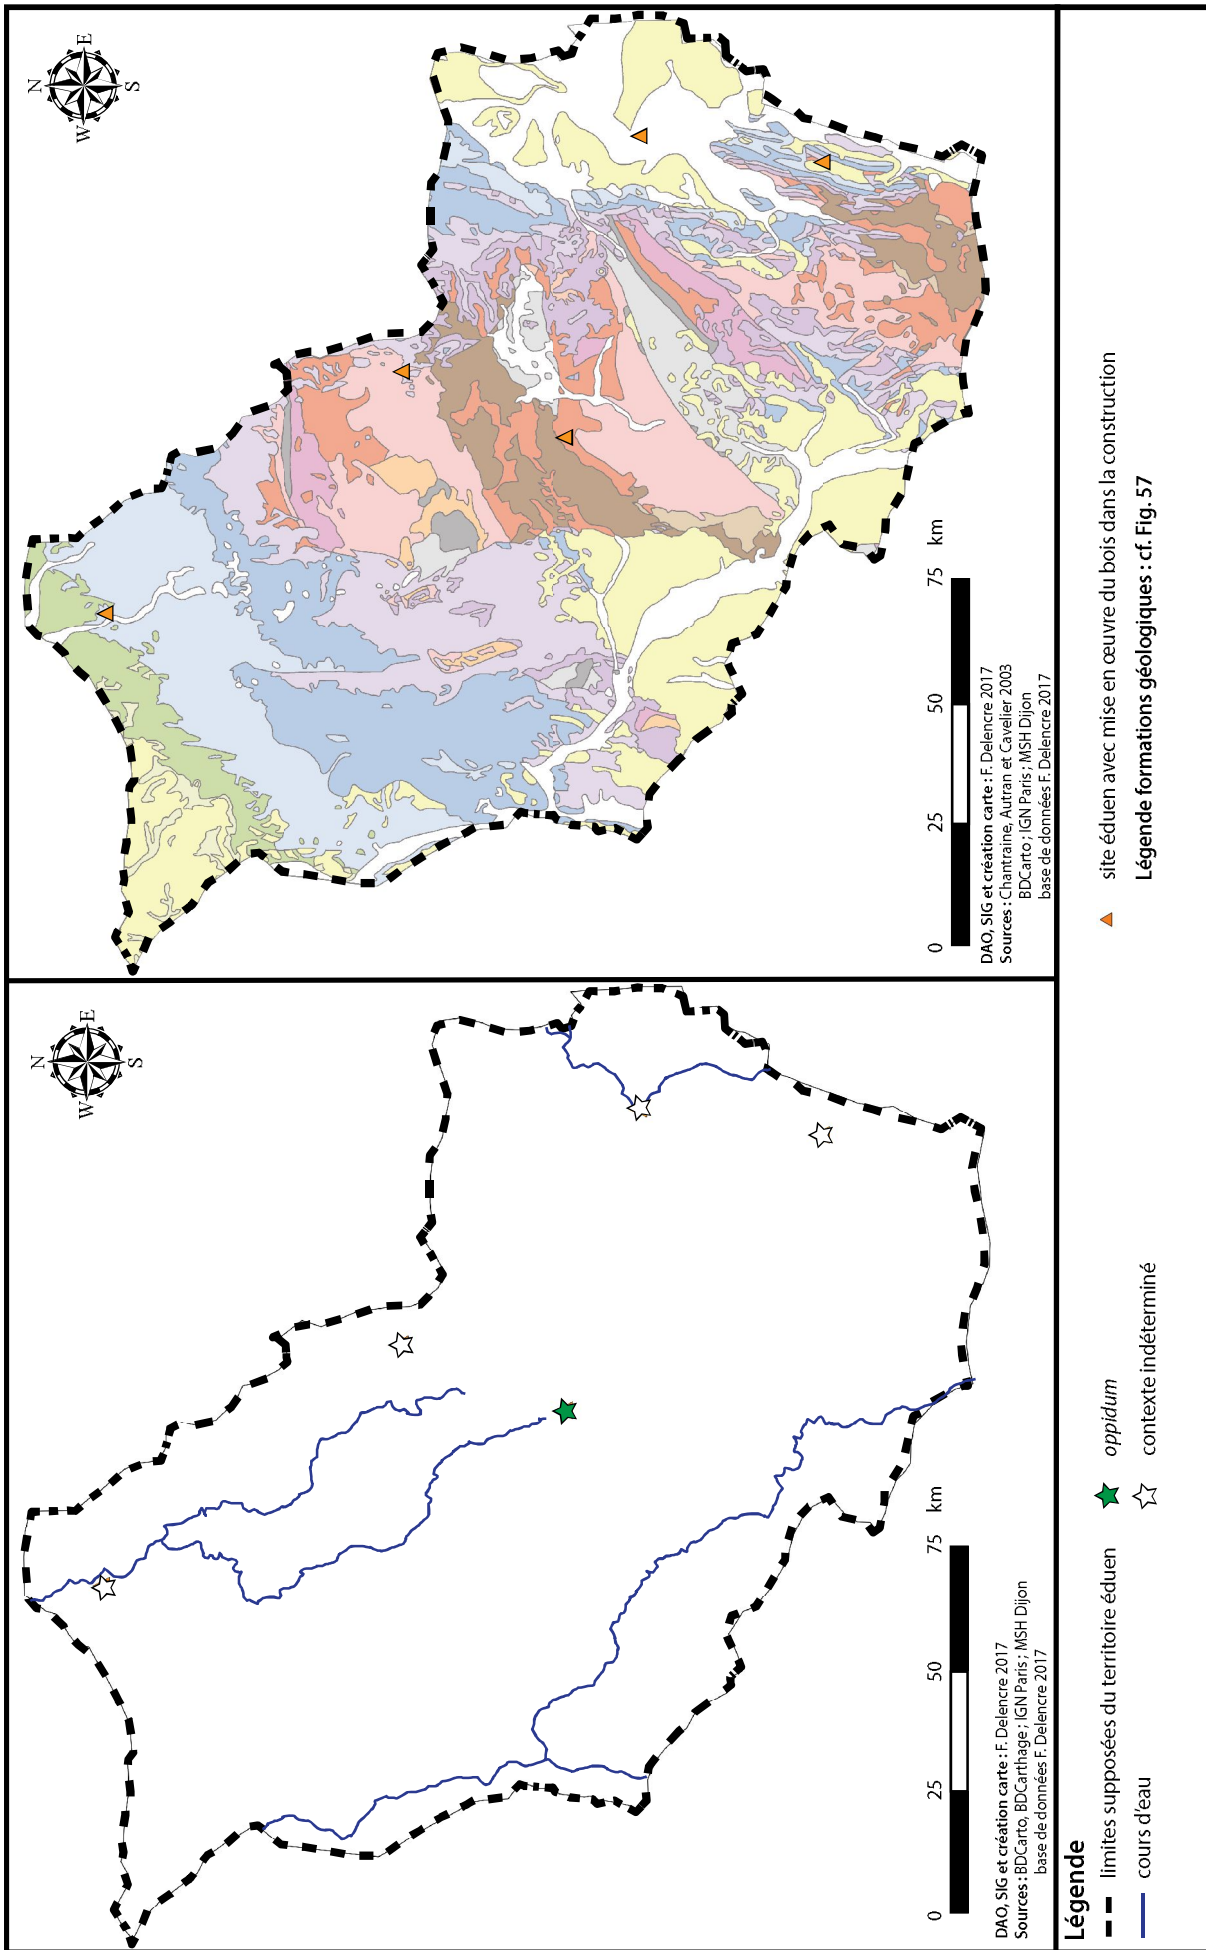 N
E
S
W
0
25
50
75
km
DAO, SIG et création carte : F. Delencre 2017
Sources : BDCarto, BDCarthage ; IGN Paris ; MSH Dijon
base de données F. Delencre 2017
N
E
S
W
0
25
50
75
km
DAO, SIG et création carte : F. Delencre 2017
Sources : Chantraine, Autran et Cavelier 2003
BDCarto ; IGN Paris ; MSH Dijon
base de données F. Delencre 2017
Légende
limites supposées du territoire éduen
cours d'eau
oppidum
contexte indéterminé
site éduen avec mise en œuvre du bois dans la construction
Légende formations géologiques : cf. Fig. 57